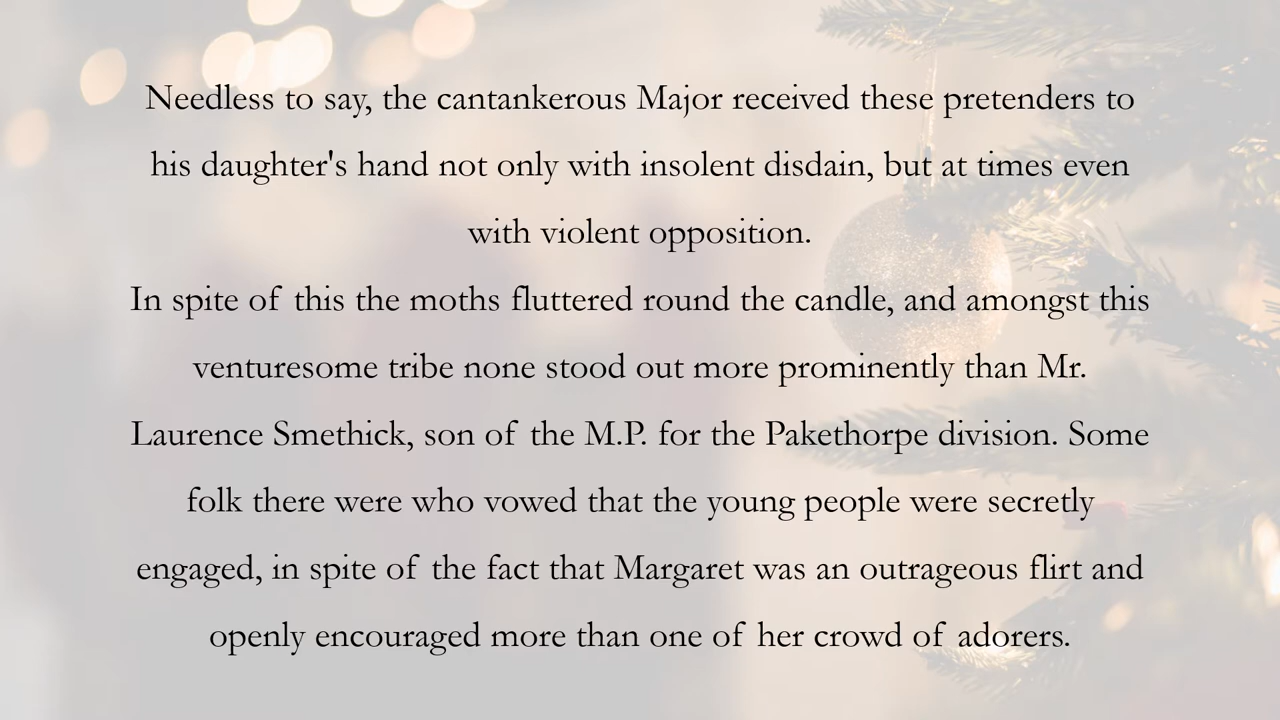 Needless to say, the cantankerous Major received these pretenders to
his daughter's hand not only with insolent disdain, but at times even
with violent opposition.
In spite of this the moths fluttered round the candle, and amongst this
venturesome tribe none stood out more prominently than Mr.
Laurence Smethick, son of the M.P. for the Pakethorpe division. Some
folk there were who vowed that the young people were secretly
engaged, in spite of the fact that Margaret was an outrageous flirt and
openly encouraged more than one of her crowd of adorers.